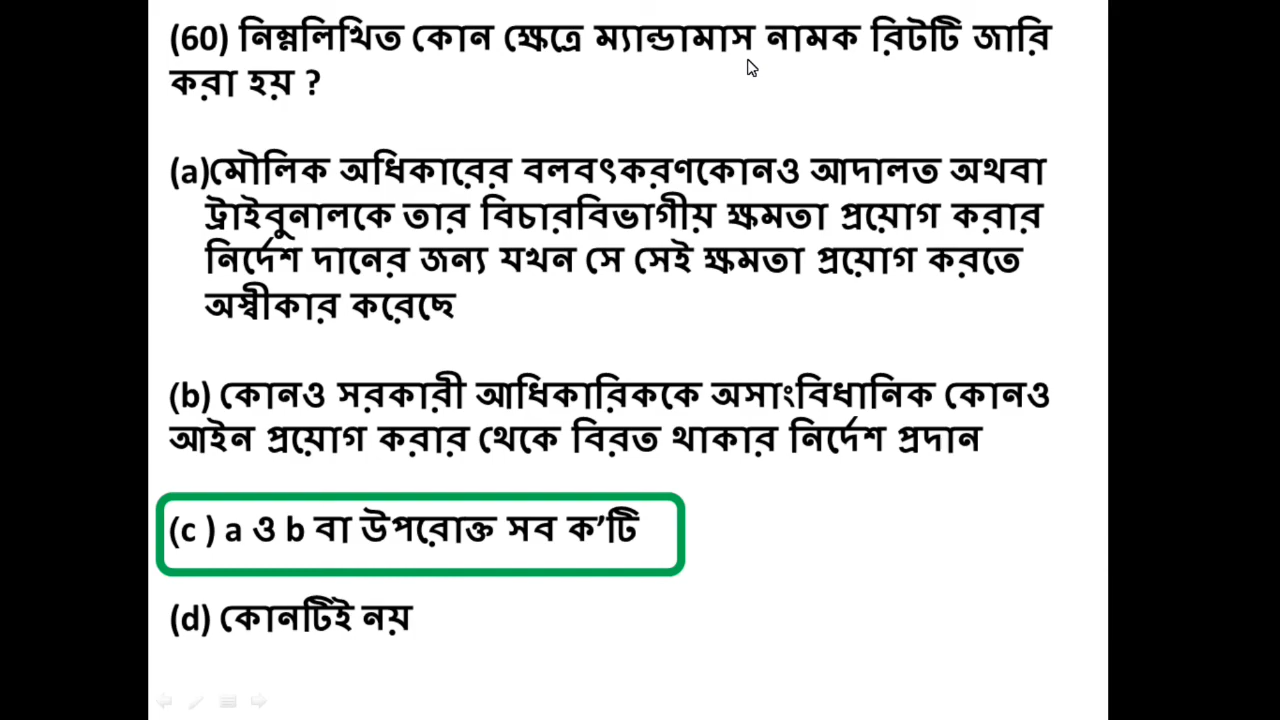 (60) নিম্নলিখিত কোন ক্ষেত্রে ম্যান্ডামাস নামক রিটটি জারি
করা হয় ?
(a)মৌলিক অধিকারের বলবৎকরণকোনও আদালত অথবা
ট্রাইবুনালকে তার বিচারবিভাগীয় ক্ষমতা প্রয়োগ করার
নির্দেশ দানের জন্য যখন সে সেই ক্ষমতা প্রয়োগ করতে
অস্বীকার করেছে
(b) কোনও সরকারী আধিকারিককে অসাংবিধানিক কোনও
আইন প্রয়োগ করার থেকে বিরত থাকার নির্দেশ প্রদান
(c ) a ও b বা উপরোক্ত সব ক’টি
(d) কোনটিই নয়